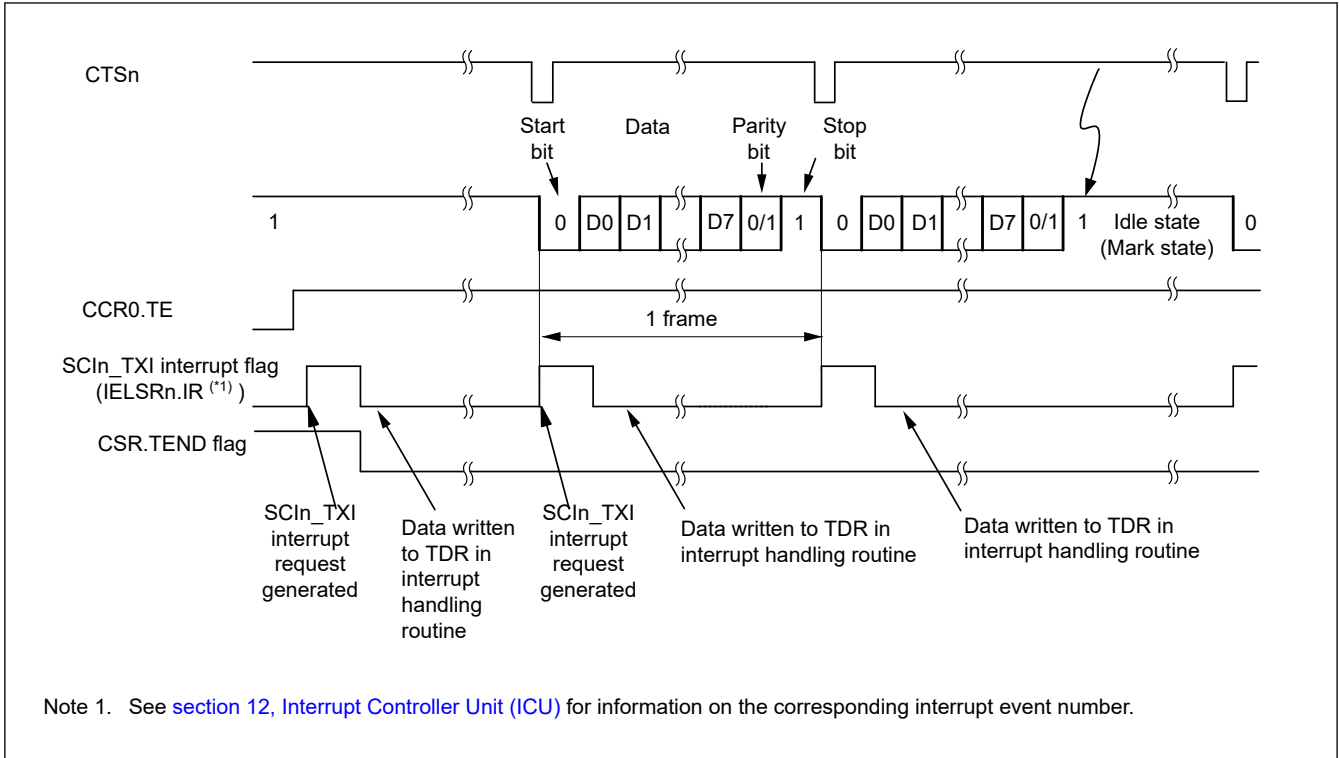 CTSn
Start
bit
Data
Parity
bit
Stop
bit
1
0 D0 D1 D7 0/1 1 0 D0 D1 D7 0/1 1 Idle state
(Mark state)
0
CCR0.TE
1 frame
SCIn_TXI interrupt flag
(IELSRn.IR (*1) )
CSR.TEND flag
SCIn_TXI
interrupt
request
generated
Data written
to TDR in
interrupt
handling
routine
SCIn_TXI
interrupt
request
generated
Data written to TDR in
interrupt handling routine
Data written to TDR in
interrupt handling routine
Note 1. See section 12, Interrupt Controller Unit (ICU) for information on the corresponding interrupt event number.